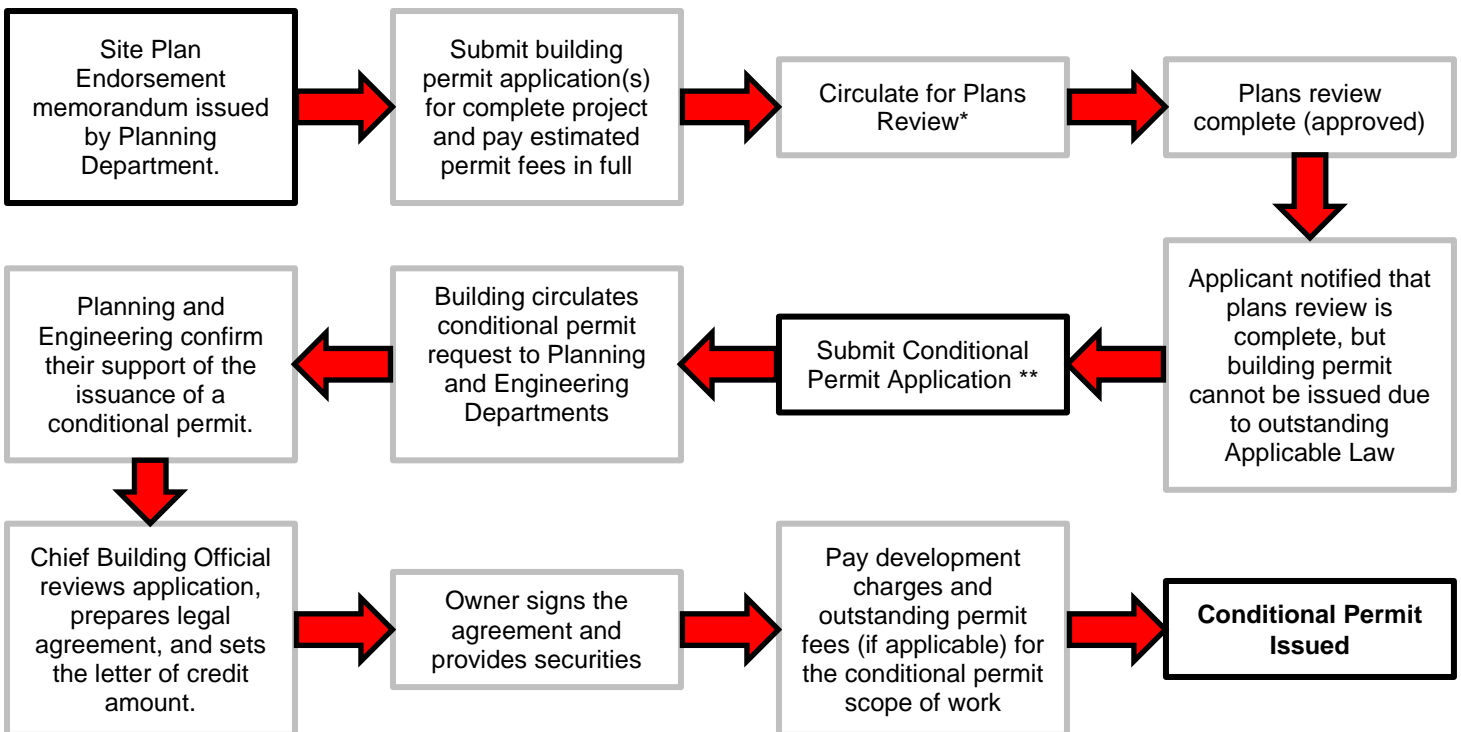 Site Plan
Endorsement
memorandum issued
by Planning
Department.
Submit building
permit application(s)
for complete project
and pay estimated
permit fees in full
Circulate for Plans
Review*
Plans review
complete (approved)
Applicant notified that
plans review is
complete, but
building permit
cannot be issued due
to outstanding
Applicable Law
Submit Conditional
Permit Application **
Building circulates
conditional permit
request to Planning
and Engineering
Departments
Planning and
Engineering confirm
their support of the
issuance of a
conditional permit.
Chief Building Official
reviews application,
prepares legal
agreement, and sets
the letter of credit
amount.
Owner signs the
agreement and
provides securities
Pay development
charges and
outstanding permit
fees (if applicable) for
the conditional permit
scope of work
Conditional Permit
Issued